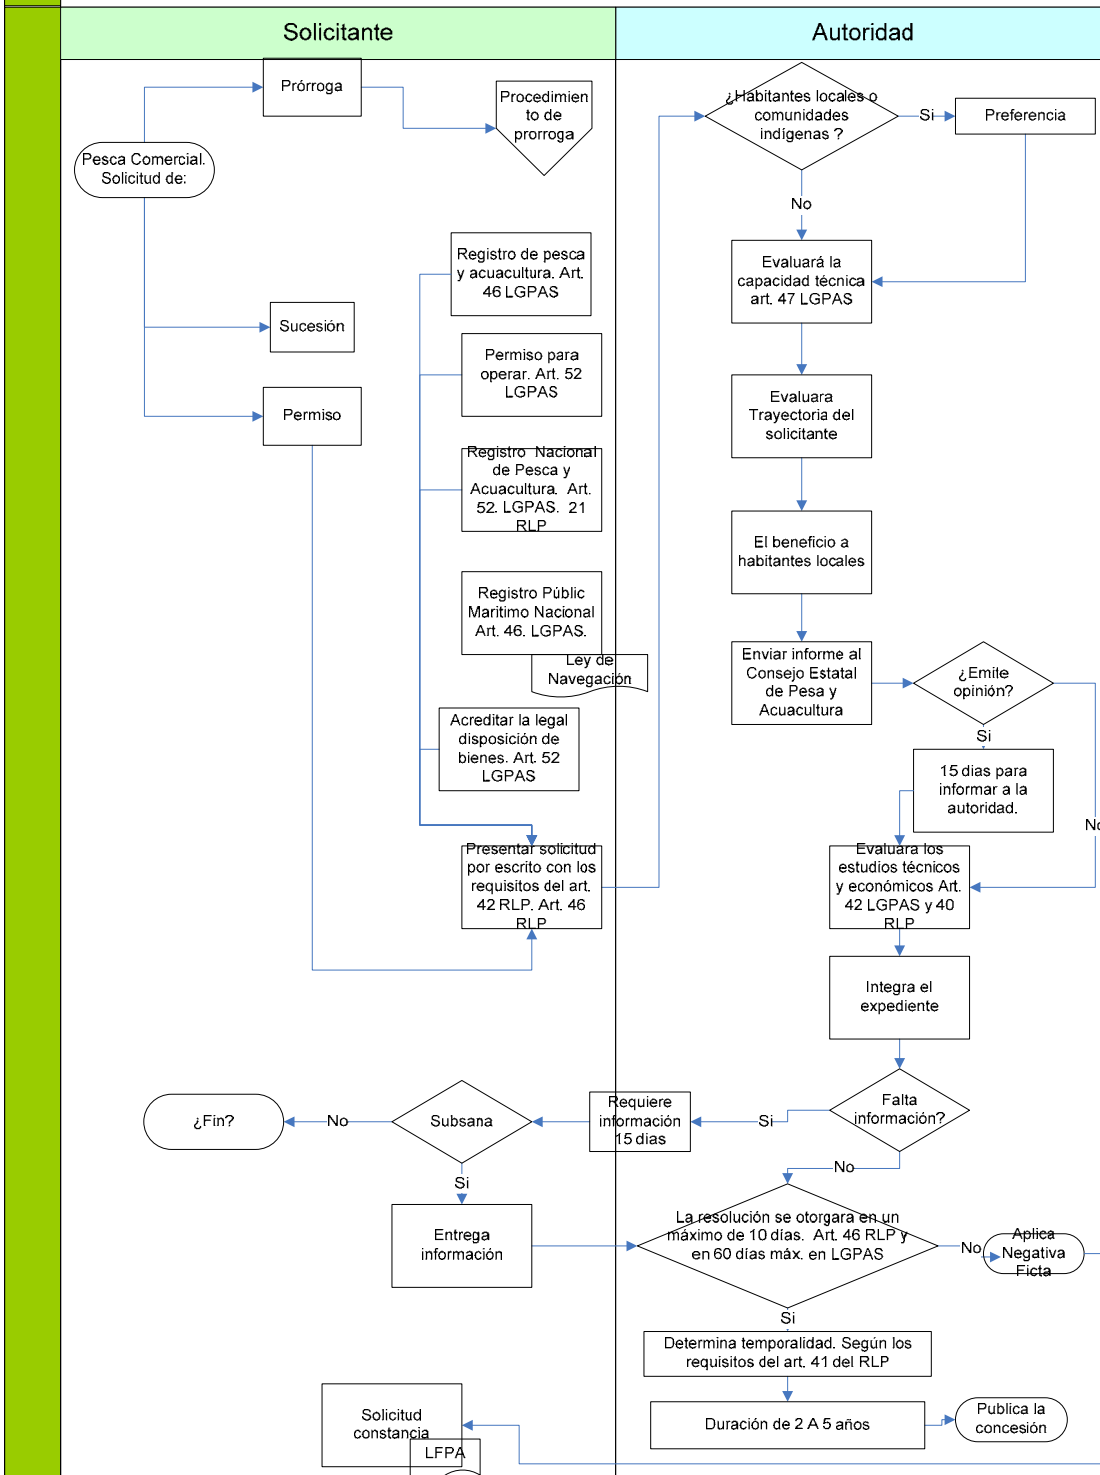 Solicitante
Autoridad
Prórroga
Procedimien
to de
prorroga
Pesca Comercial.
Solicitud de:
Registro de pesca
y acuacultura. Art.
46 LGPAS
Sucesión
Permiso para
operar. Art. 52
LGPAS
Permiso
Registro Nacional
de Pesca y
Acuacultura. Art.
52. LGPAS. 21
RLP
Registro Públic
Maritimo Nacional
Art. 46. LGPAS.
Ley de
Navegación
Acreditar la legal
disposición de
bienes. Art. 52
LGPAS
Presentar solicitud
por escrito con los
requisitos del art.
42 RLP. Art. 46
RLP
¿Habitantes locales o
comunidades
indígenas ?
Si
Preferencia
No
Evaluará la
capacidad técnica
art. 47 LGPAS
Evaluara
Trayectoria del
solicitante
El beneficio a
habitantes locales
Enviar informe al
Consejo Estatal
de Pesa y
Acuacultura
¿Emite
opinión?
Si
15 dias para
informar a la
autoridad.
No
Evaluara los
estudios técnicos
y económicos Art.
42 LGPAS y 40
RLP
Integra el
expediente
Falta
información?
Si
Requiere
información
15 dias
Subsana
No
¿Fin?
Si
Entrega
información
No
La resolución se otorgara en un
máximo de 10 días. Art. 46 RLP y
en 60 días máx. en LGPAS
No
Aplica
Negativa
Ficta
Si
Determina temporalidad. Según los
requisitos del art. 41 del RLP
Duración de 2 A 5 años
Publica la
concesión
Solicitud
constancia
LFPA